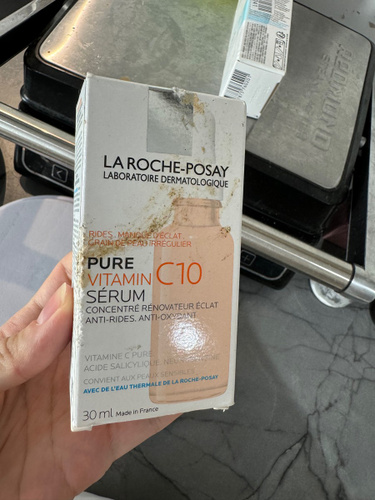 LA ROCHE-POSAY
LABORATOIRE DERMATOLOGIQUE
RIDES. MANQUE D'ÉCLAT
GRAIN DE PEAU IRRÉGULIER
PURE
VITAMIN C10
SÉRUM
CONCENTRÉ RÉNOVATEUR ÉCLAT
ANTI-RIDES. ANTI-OXYDANT
VITAMINE C PURE
ACIDE SALICYLIQUE
CONVIENT AUX PEAUX SENSIBLES
AVEC DE L'EAU THERMALE DE LA ROCHE-POSAY
30 ml Made in France